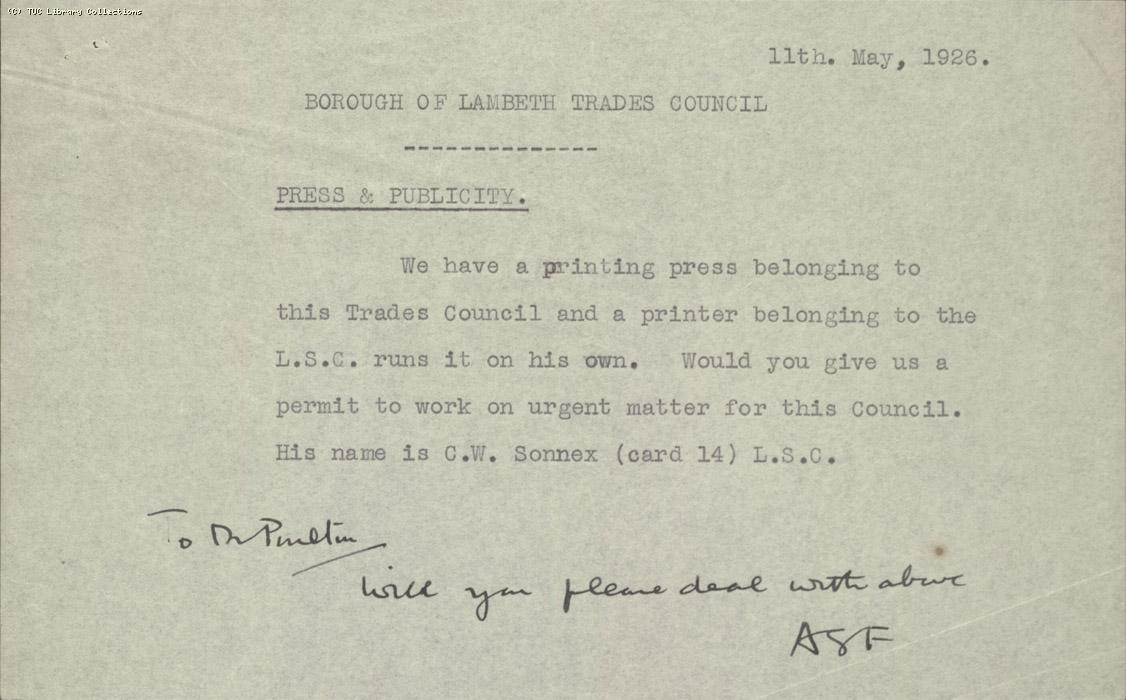 (C) TUC Library Collections
11th. May, 1926.
BOROUGH OF LAMBETH TRADES COUNCIL
--------------
PRESS & PUBLICITY.
We have a printing press belonging to
this Trades Council and a printer belonging to the
L.S.C. runs it on his own. Would you give us a
permit to work on urgent matter for this Council.
His name is C.W. Sonnex (card 14) L.S.C.
To Mr Poulton
Will you please deal with above
ASF